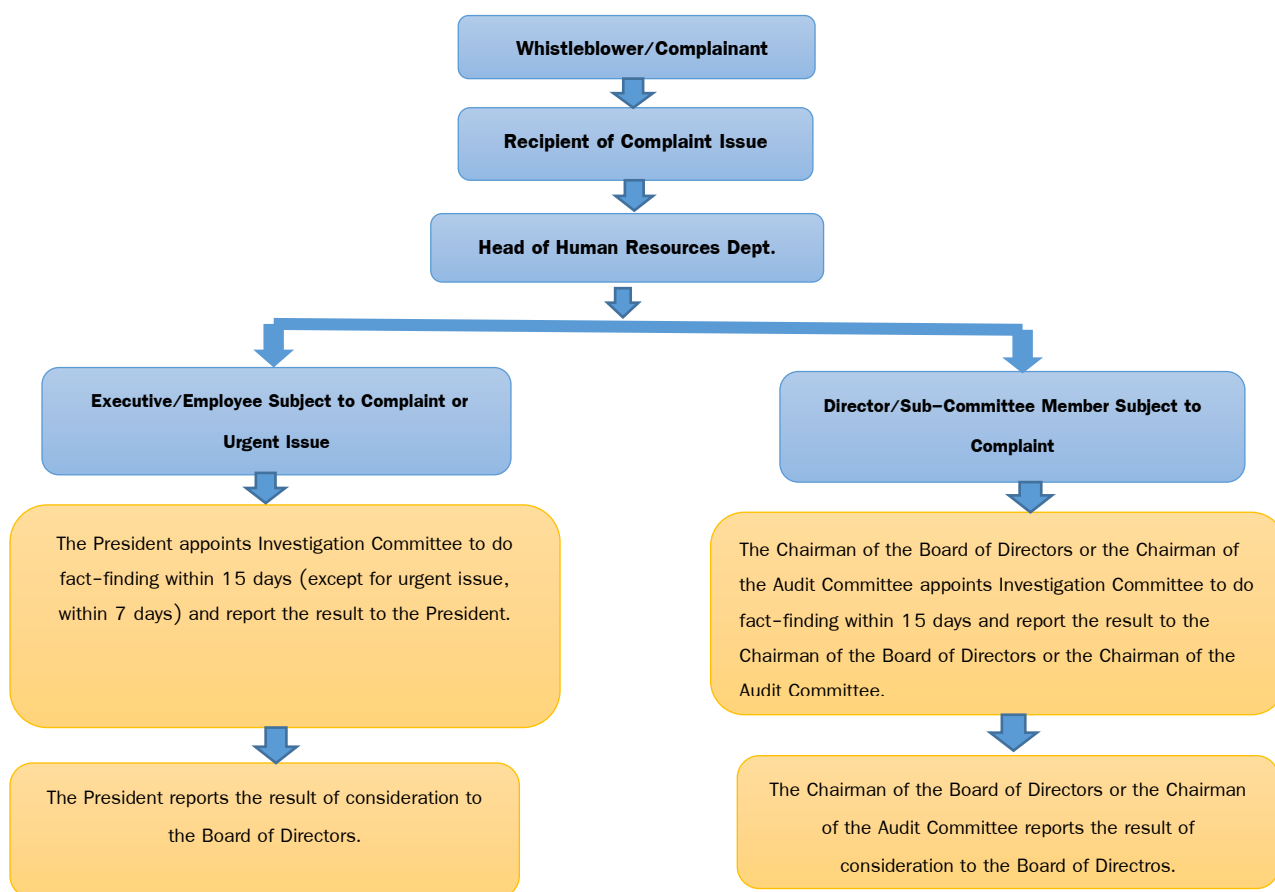 Whistleblower/Complainant
Recipient of Complaint Issue
Head of Human Resources Dept.
Executive/Employee Subject to Complaint or
Urgent Issue
Director/Sub-Committee Member Subject to
Complaint
The President appoints Investigation Committee to do
fact-finding within 15 days (except for urgent issue,
within 7 days) and report the result to the President.
The Chairman of the Board of Directors or the Chairman of
the Audit Committee appoints Investigation Committee to do
fact-finding within 15 days and report the result to the
Chairman of the Board of Directors or the Chairman of the
Audit Committee.
The President reports the result of consideration to
the Board of Directors.
The Chairman of the Board of Directors or the Chairman
of the Audit Committee reports the result of
consideration to the Board of Directros.